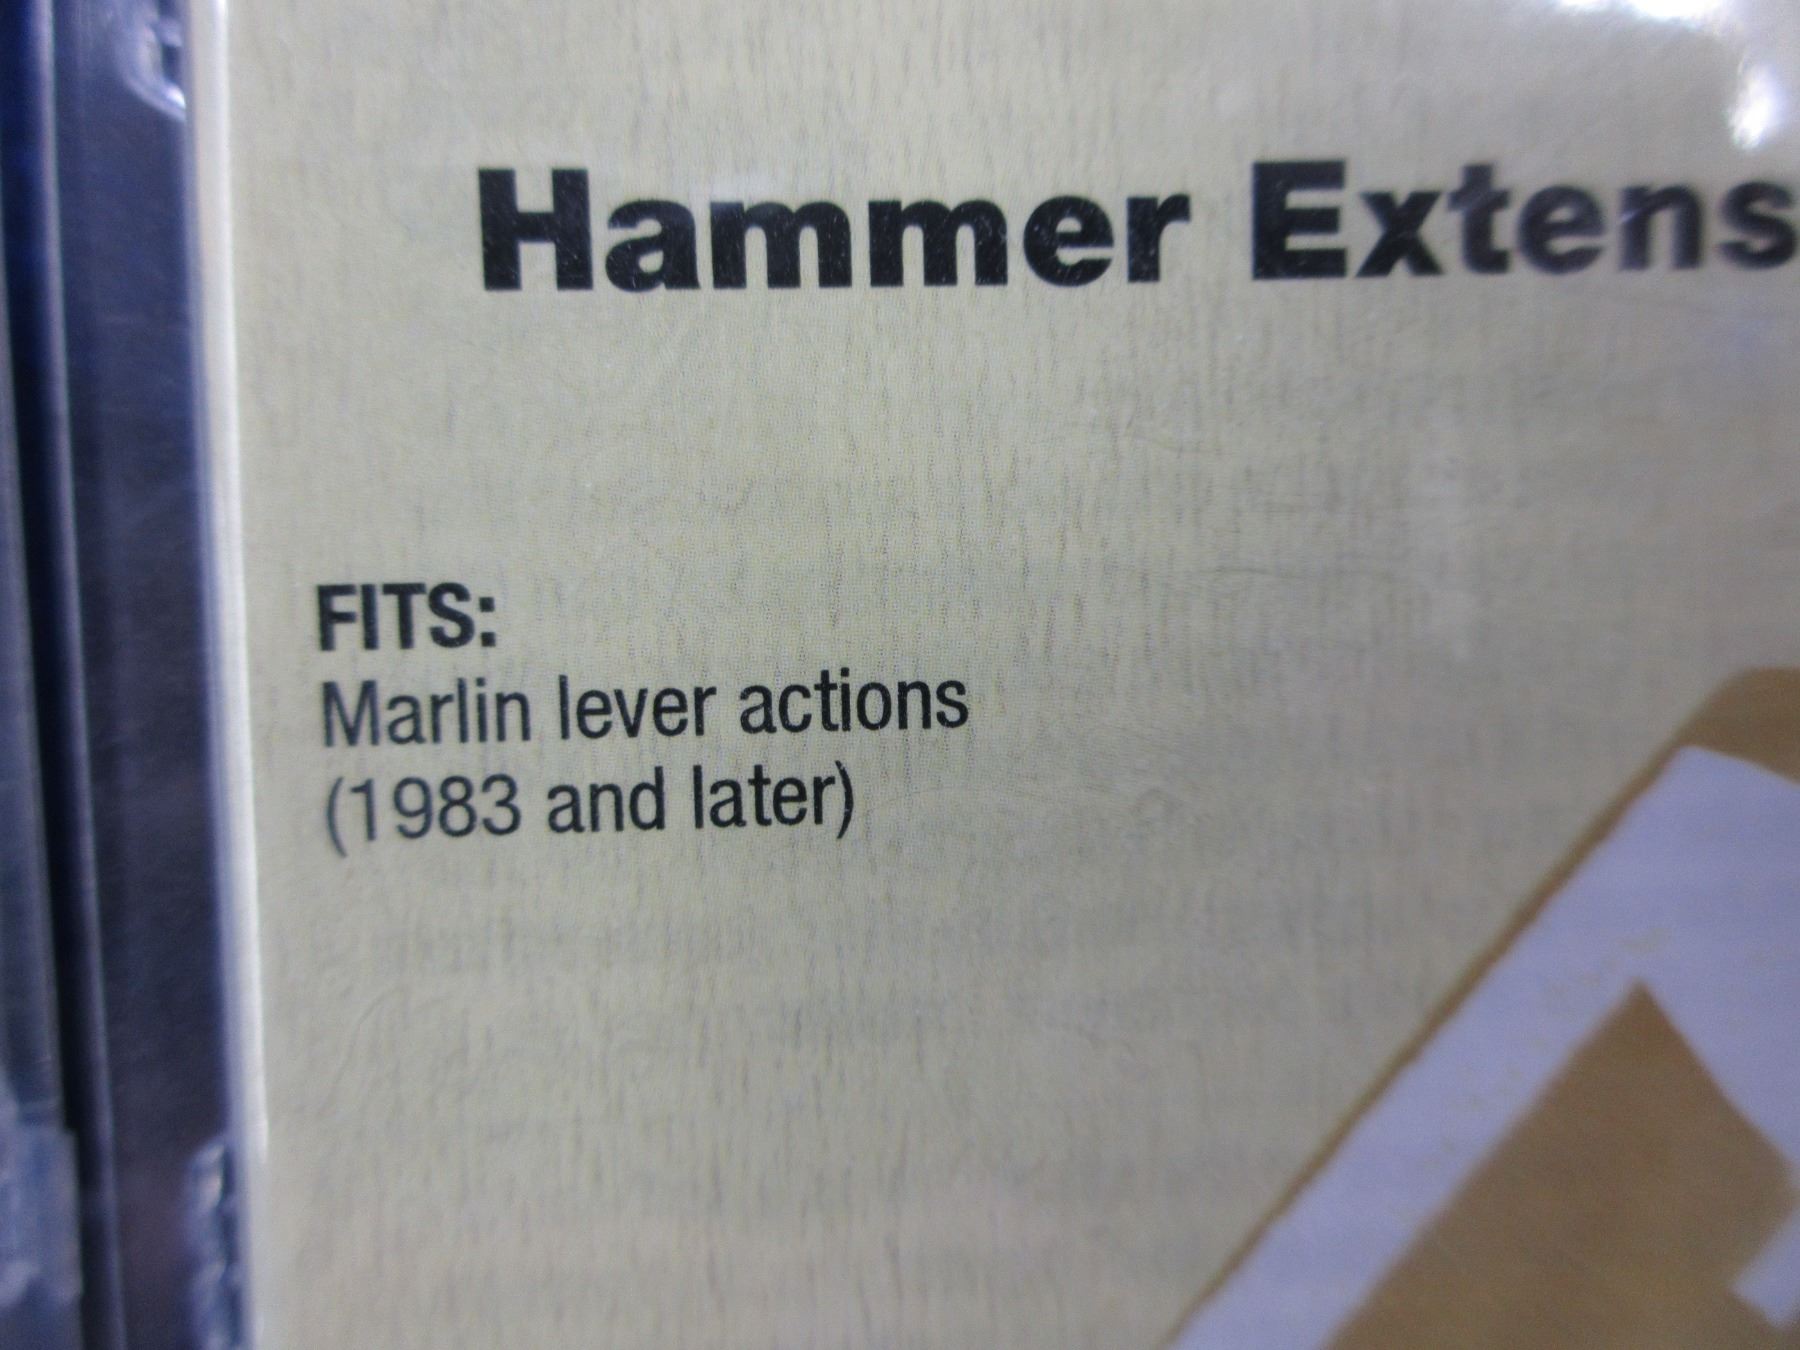 Hammer Extens
FITS:
Marlin lever actions
(1983 and later)